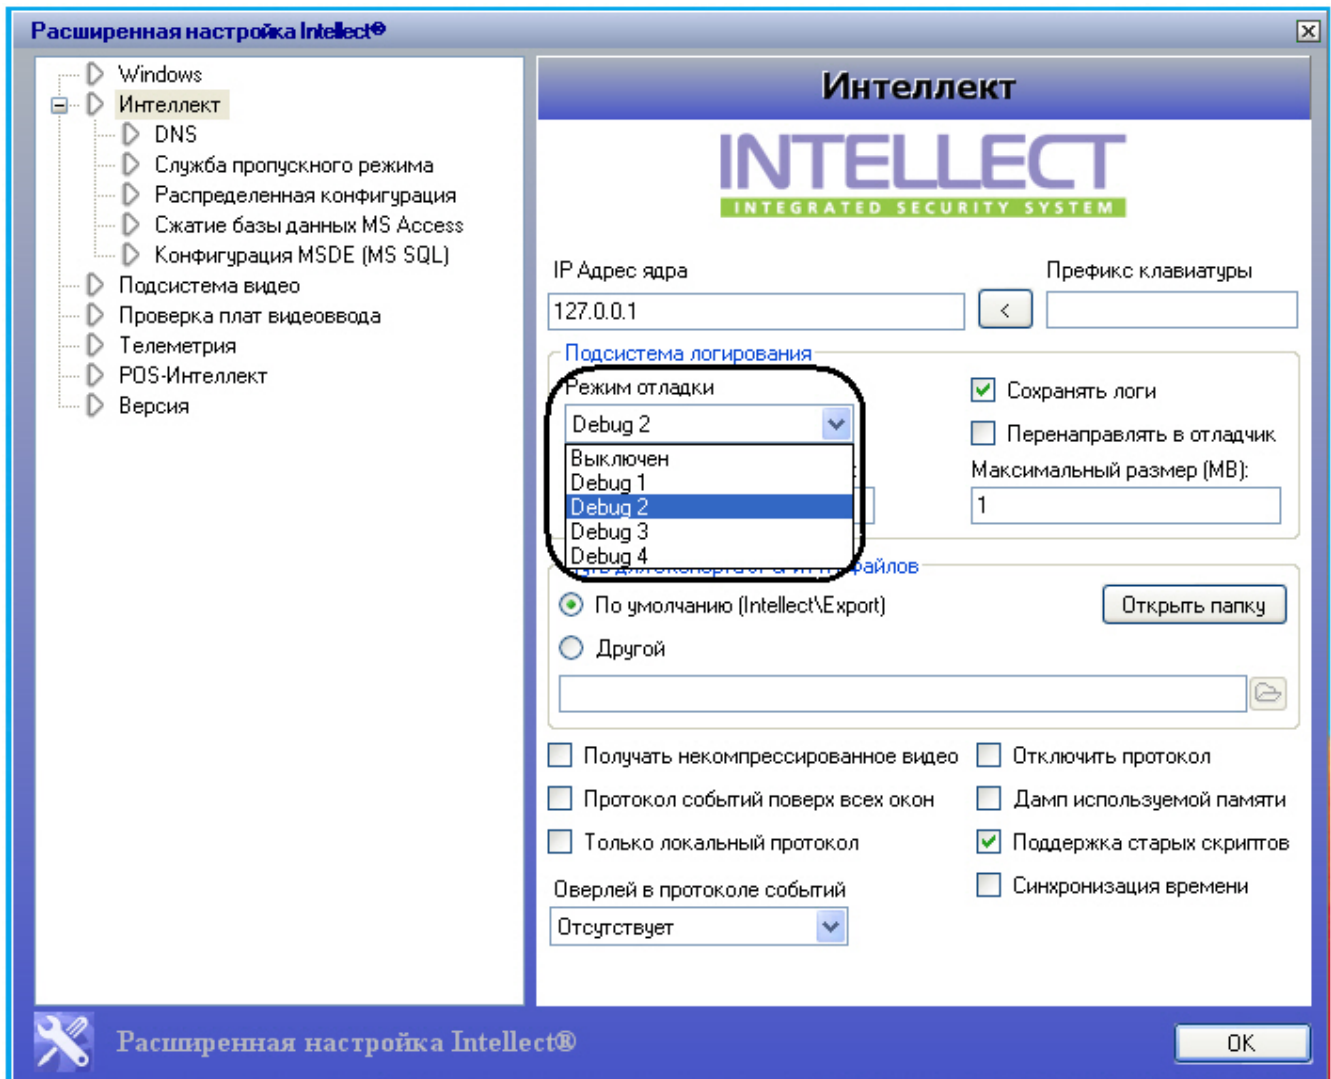 Расширенная настройка Intellect®
Windows
Интеллект
DNS
Служба пропускного режима
Распределенная конфигурация
Сжатие базы данных MS Access
Конфигурация MSDE (MS SQL)
Подсистема видео
Проверка плат видеоввода
Телеметрия
POS-Интеллект
Версия
Интеллект
INTELLECT
INTEGRATED SECURITY SYSTEM
IP Адрес ядра
Префикс клавиатуры
127.0.0.1
<
Подсистема логирования
Режим отладки
Сохранять логи
Debug 2
Перенаправлять в отладчик
Выключен
Максимальный размер (MB):
Debug 1
Debug 2
1
Debug 3
Debug 4
файлов
По умолчанию (Intellect\Export)
Открыть папку
Другой
Получать некомпрессированное видео
Отключить протокол
Протокол событий поверх всех окон
Дамп используемой памяти
Только локальный протокол
Поддержка старых скриптов
Оверлей в протоколе событий
Синхронизация времени
Отсутствует
Расширенная настройка Intellect®
OK